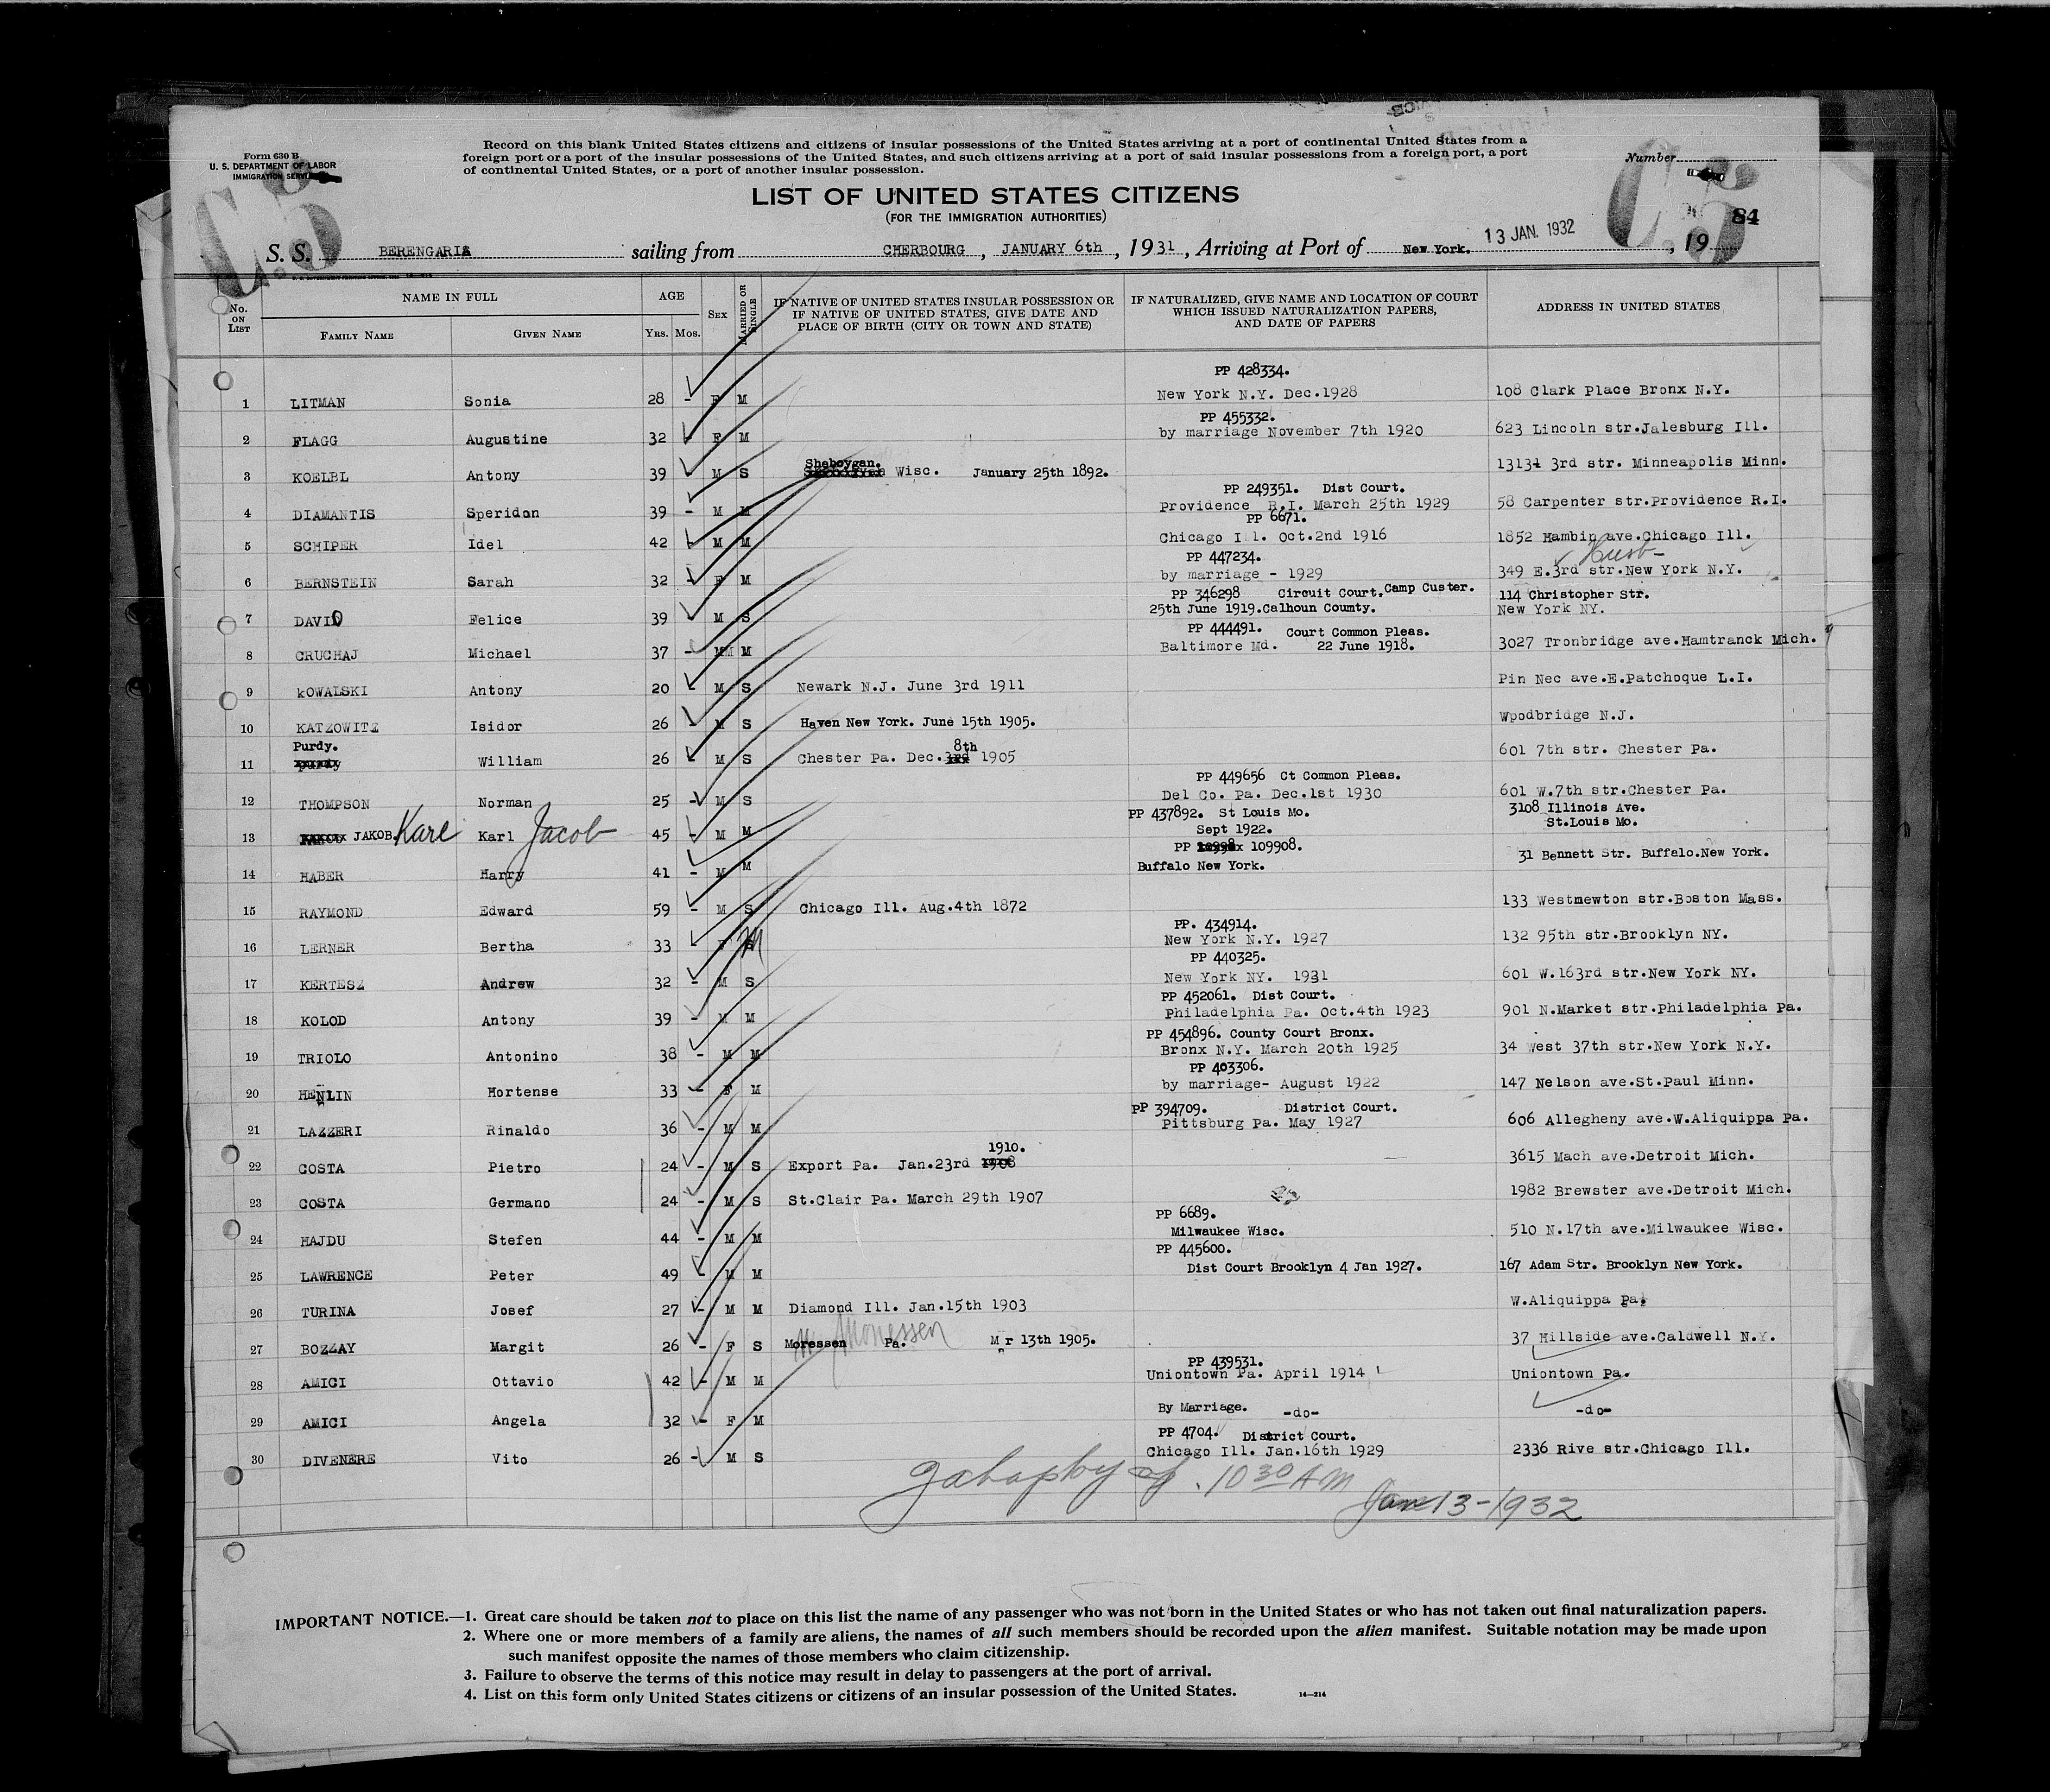 Form 630 B
U. S. DEPARTMENT OF LABOR
IMMIGRATION SERVICE
Record on this blank United States citizens and citizens of insular possessions of the United States arriving at a port of continental United States from a
foreign port or a port of the insular possessions of the United States, and such citizens arriving at a port of said insular possessions from a foreign port, a port
of continental United States, or a port of another insular possession.
Number
LIST OF UNITED STATES CITIZENS
(FOR THE IMMIGRATION AUTHORITIES)
C.5
C.5
84
S. S. BERENGARIA sailing from CHERBOURG, JANUARY 6th, 1931, Arriving at Port of New York. 13 JAN. 1932, 19
No. ON LIST
NAME IN FULL
FAMILY NAME GIVEN NAME
AGE
YRS. MOS.
SEX
MARRIED OR SINGLE
IF NATIVE OF UNITED STATES INSULAR POSSESSION OR
IF NATIVE OF UNITED STATES, GIVE DATE AND
PLACE OF BIRTH (CITY OR TOWN AND STATE)
IF NATURALIZED, GIVE NAME AND LOCATION OF COURT
WHICH ISSUED NATURALIZATION PAPERS,
AND DATE OF PAPERS
ADDRESS IN UNITED STATES
PP 428334.
1 LITMAN Sonia 28 - F M New York N.Y. Dec.1928 108 Clark Place Bronx N.Y.
PP 455332.
2 FLAGG Augustine 32 - F M by marriage November 7th 1920 623 Lincoln str.Jalesburg Ill.
Sheboygan.
3 KOELBL Antony 39 - M S Wisc. January 25th 1892. 13134 3rd str. Minneapolis Minn.
PP 249351. Dist Court.
4 DIAMANTIS Speridon 39 - M M Providence R.I. March 25th 1929 58 Carpenter str.Providence R.I.
PP 6671.
5 SCHIPER Idel 42 - M M Chicago Ill. Oct.2nd 1916 1852 Hambin ave.Chicago Ill.
Husb-
PP 447234.
6 BERNSTEIN Sarah 32 - F M by marriage - 1929 349 E.3rd str.New York N.Y.
PP 346298 Circuit Court,Camp Custer. 114 Christopher Str.
7 DAVID Felice 39 - M S 25th June 1919.Calhoun County. New York NY.
PP 444491. Court Common Pleas.
8 CRUCHAJ Michael 37 - M M Baltimore Md. 22 June 1918. 3027 Tronbridge ave.Hamtranck Mich.
9 kOWALSKI Antony 20 - M S Newark N.J. June 3rd 1911 Pin Nec ave.E.Patchoque L.I.
10 KATZOWITZ Isidor 26 - M S Haven New York. June 15th 1905. Wpodbridge N.J.
Purdy. 8th
11 purdy William 26 - M S Chester Pa. Dec.3rd 1905 601 7th str. Chester Pa.
PP 449656 Ct Common Pleas.
12 THOMPSON Norman 25 - M S Del Co. Pa. Dec.1st 1930 601 W.7th str.Chester Pa.
PP 437892. St Louis Mo. 3108 Illinois Ave.
13 JAKOB. Karl Karl Jacob 45 - M M Sept 1922. St.Louis Mo.
PP 109908.
14 HABER Harry 41 - M M Buffalo New York. 31 Bennett Str. Buffalo.New York.
15 RAYMOND Edward 59 - M S Chicago Ill. Aug.4th 1872 133 Westmewton str.Boston Mass.
PP. 434914.
16 LERNER Bertha 33 - F M New York N.Y. 1927 132 95th str.Brooklyn NY.
PP 440325.
17 KERTESZ Andrew 32 - M S New York NY. 1931 601 W.163rd str.New York NY.
PP 452061. Dist Court.
18 KOLOD Antony 39 - M M Philadelphia Pa. Oct.4th 1923 901 N.Market str.Philadelphia Pa.
PP 454896. County Court Bronx.
19 TRIOLO Antonino 38 - M M Bronx N.Y. March 20th 1925 34 West 37th str.New York N.Y.
PP 403306.
20 HENLIN Hortense 33 - F M by marriage- August 1922 147 Nelson ave.St.Paul Minn.
PP 394709. District Court.
21 LAZZERI Rinaldo 36 - M M Pittsburg Pa. May 1927 606 Allegheny ave.W.Aliquippa Pa.
1910.
22 COSTA Pietro 24 - M S Export Pa. Jan.23rd 1908 3615 Mach ave.Detroit Mich.
23 COSTA Germano 24 - M S St.Clair Pa. March 29th 1907 1982 Brewster ave.Detroit Mich.
PP 6689.
24 HAJDU Stefen 44 - M M Milwaukee Wisc. 510 N.17th ave.Milwaukee Wisc.
PP 445600.
25 LAWRENCE Peter 49 - M M Dist Court Brooklyn 4 Jan 1927. 167 Adam Str. Brooklyn New York.
26 TURINA Josef 27 - M M Diamond Ill. Jan.15th 1903 W.Aliquippa Pa.
Monessen
27 BOZZAY Margit 26 - F S Moressen Pa. Mar 13th 1905. 37 Hillside ave.Caldwell N.Y.
PP 439531.
28 AMICI Ottavio 42 - M M Uniontown Pa. April 1914 Uniontown Pa.
29 AMICI Angela 32 - F M By Marriage. -do- -do-
PP 4704. District Court.
30 DIVENERE Vito 26 - M S Chicago Ill. Jan.16th 1929 2336 Rive str.Chicago Ill.
10 30 AM
Jan 13-1932
IMPORTANT NOTICE.—1. Great care should be taken not to place on this list the name of any passenger who was not born in the United States or who has not taken out final naturalization papers.
2. Where one or more members of a family are aliens, the names of all such members should be recorded upon the alien manifest. Suitable notation may be made upon
such manifest opposite the names of those members who claim citizenship.
3. Failure to observe the terms of this notice may result in delay to passengers at the port of arrival.
4. List on this form only United States citizens or citizens of an insular possession of the United States.
14—214